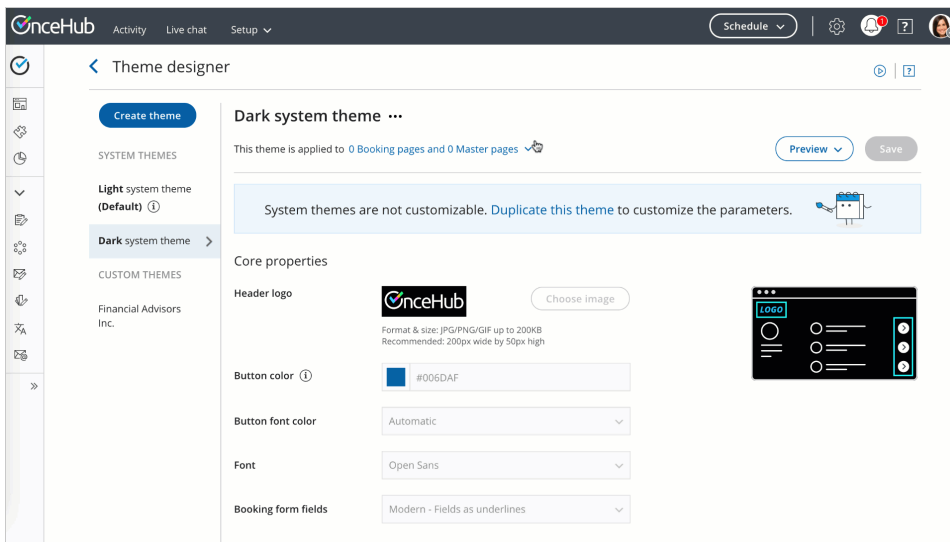 OnceHub Activity Live chat Setup Schedule 1 ?
Theme designer
?
Create theme
SYSTEM THEMES
Light system theme
(Default) i
Dark system theme
CUSTOM THEMES
Financial Advisors
Inc.
Dark system theme ...
This theme is applied to 0 Booking pages and 0 Master pages
Preview
Save
System themes are not customizable. Duplicate this theme to customize the parameters.
Core properties
Header logo
OnceHub
Choose image
Format & size: JPG/PNG/GIF up to 200KB
Recommended: 200px wide by 50px high
LOGO
Button color i
#006DAF
Button font color
Automatic
Font
Open Sans
Booking form fields
Modern - Fields as underlines